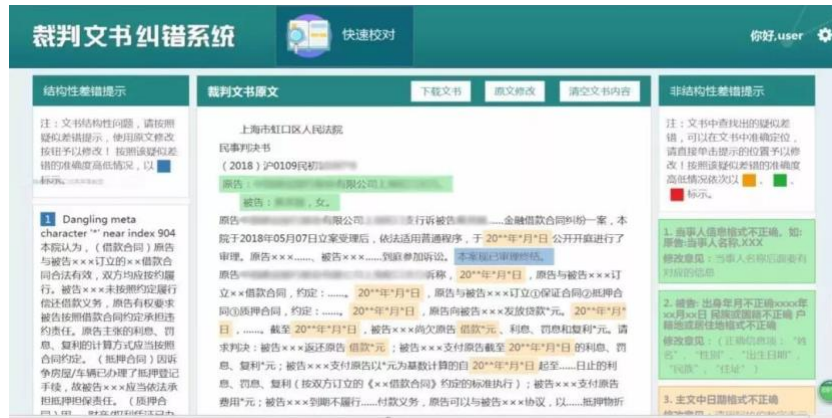 裁判文书纠错系统
快速校对
你好,user
结构性差错提示
注：文书结构性问题，请按照
疑似差错提示，使用原文修改
按钮予以修改！按照疑似差
错的准确度高低情况，以
标示。
1 Dangling meta
character '*' near index 904
本院认为，（借款合同）原告
与被告×××订立的××借款合
同合法有效，双方均应按约履
行。被告×××未按照约定履行
偿还借款义务，原告有权要求
被告按照借款合同约定承担违
约责任。原告主张的利息、罚
息、复利的计算方式应当按照
合同约定。（抵押合同）因诉
争房屋/车辆已办理了抵押登记
手续，故被告×××应当依法承
担抵押担保责任。（质押合
裁判文书原文
下载文书
原文修改
清空文书内容
上海市虹口区人民法院
民事判决书
（2018）沪0109民初
原告： 有限公司上
被告： ，女。
原告 有限公司 支行诉被告 ......金融借款合同纠纷一案，本
院于2018年05月07日立案受理后，依法适用普通程序，于 20**年*月*日 公开开庭进行了
审理。原告×××......、被告×××......到庭参加诉讼。本案现已审理终结。
原告 诉称， 20**年*月*日 ，原告与被告×××订
立××借款合同，约定：......。 20**年*月*日 ，原告与被告×××订立①保证合同②抵押合
同③质押合同，约定：......。 20**年*月*日 ，原告向被告×××发放贷款*元。 20**年*月*
日 ，......。截至 20**年*月*日 ，被告×××尚欠原告 借款*元 、利息、罚息和复利*元。请
求判决：被告×××返还原告 借款*元 ；被告×××支付原告截至 20**年*月*日 的利息、罚
息、复利*元；被告×××支付原告以*元为基数计算的自 20**年*月*日 起至......日止的利
息、罚息、复利（按双方订立的《××借款合同》约定的标准执行）；被告×××支付原告
费用*元；被告×××到期不履行......付款义务，原告可以与被告×××协议，以......抵押物折
非结构性差错提示
注：文书中查找出的疑似差
错，可以在文书中准确定位，
请直接单击提示的位置予以修
改！按照该疑似差错的准确度
高低情况依次以 、 、
标示。
1. 当事人信息格式不正确，如:
原告:当事人名称.XXX
修改意见：当事人名称后面要有
对应的信息
2. 被告: 出身年月不正确xxxx年
xx月xx日 民族或国籍不正确 户
籍地或居住地格式不正确
修改意见：（正确信息项："姓
名"，"性别"，"出生日期"，
"民族"，"住址"）
3. 主文中日期格式不正确